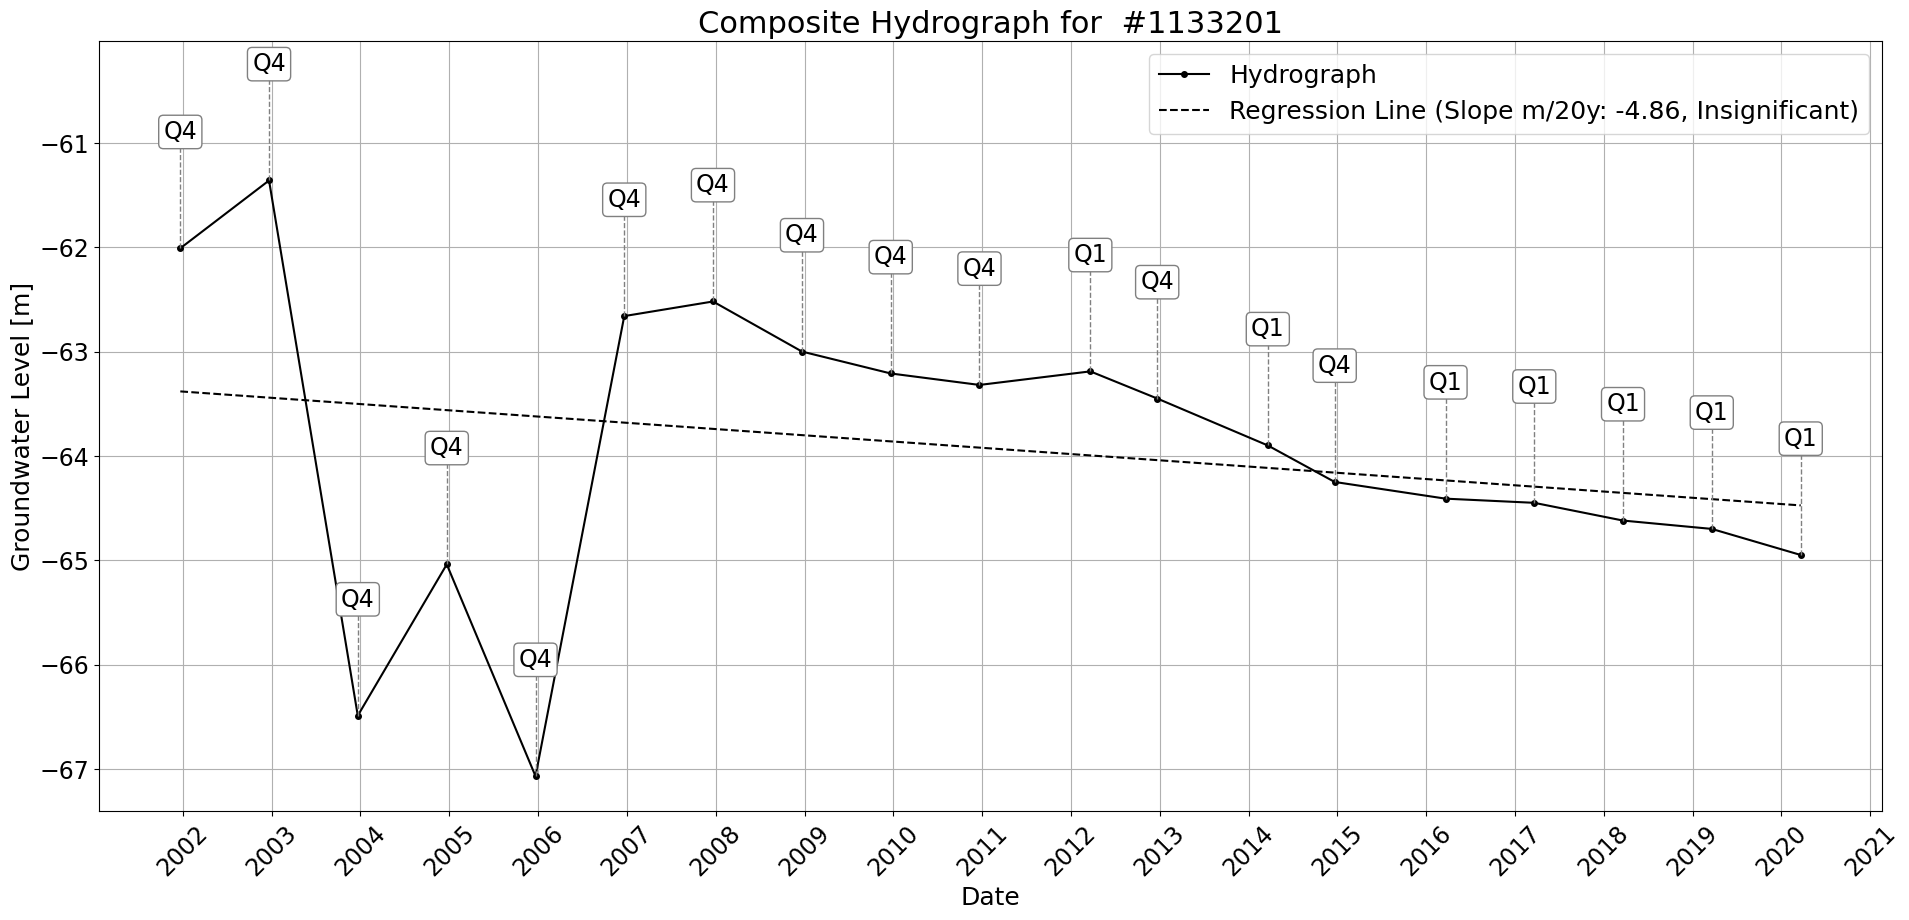 Composite Hydrograph for  #1133201
Hydrograph
Regression Line (Slope m/20y: -4.86, Insignificant)
Groundwater Level [m]
−61
−62
−63
−64
−65
−66
−67
Q4
Q4
Q4
Q4
Q4
Q4
Q4
Q4
Q4
Q4
Q1
Q4
Q1
Q4
Q1
Q1
Q1
Q1
Q1
2002
2003
2004
2005
2006
2007
2008
2009
2010
2011
2012
2013
2014
2015
2016
2017
2018
2019
2020
2021
Date